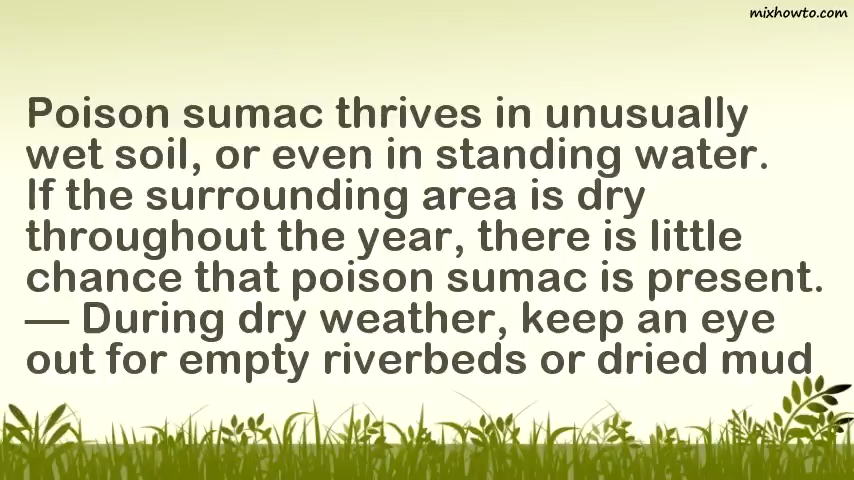 mixhowto.com
Poison sumac thrives in unusually
wet soil, or even in standing water.
If the surrounding area is dry
throughout the year, there is little
chance that poison sumac is present.
— During dry weather, keep an eye
out for empty riverbeds or dried mud